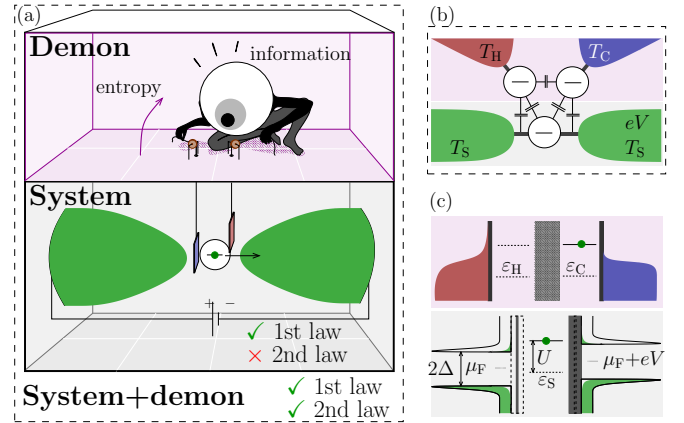 (a)
Demon
information
entropy
System
+ −
✓ 1st law
× 2nd law
System+demon
✓ 1st law
✓ 2nd law
(b)
T_H
T_C
eV
T_S
T_S
(c)
ε_H
ε_C
2Δ
μ_F
U
ε_S
μ_F+eV